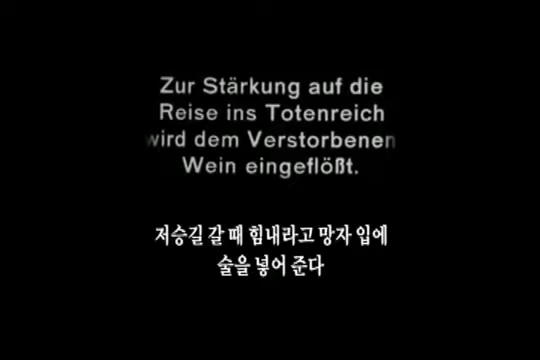 Zur Stärkung auf die
Reise ins Totenreich
wird dem Verstorbenen
Wein eingeflößt.
저승길 갈 때 힘내라고 망자 입에
술을 넣어 준다